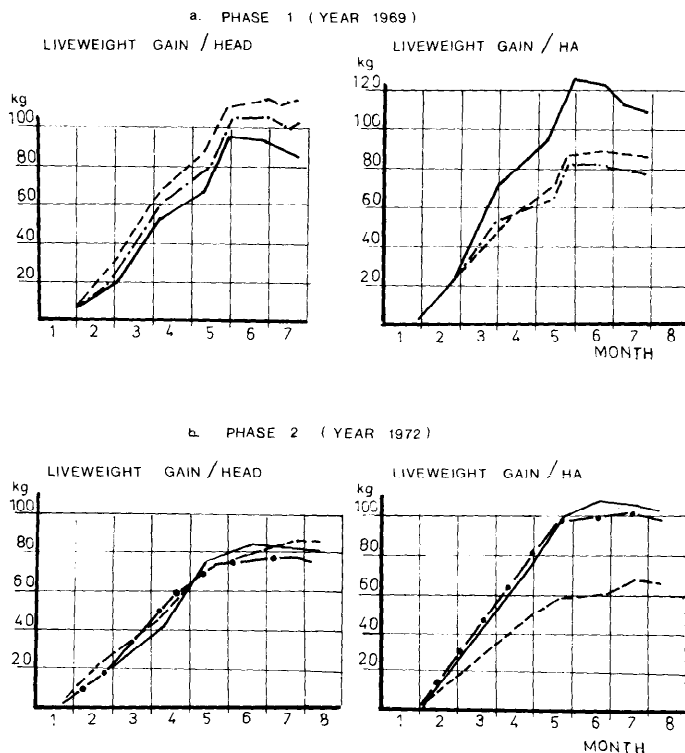 a. PHASE 1 (YEAR 1969)
LIVEWEIGHT GAIN / HEAD
kg
100
80
60
40
20
1 2 3 4 5 6 7
LIVEWEIGHT GAIN / HA
120
100
80
60
40
20
1 2 3 4 5 6 7 8
MONTH
b. PHASE 2 (YEAR 1972)
LIVEWEIGHT GAIN / HEAD
kg
100
80
60
40
20
1 2 3 4 5 6 7 8
LIVEWEIGHT GAIN / HA
kg
100
80
60
40
20
1 2 3 4 5 6 7 8
MONTH